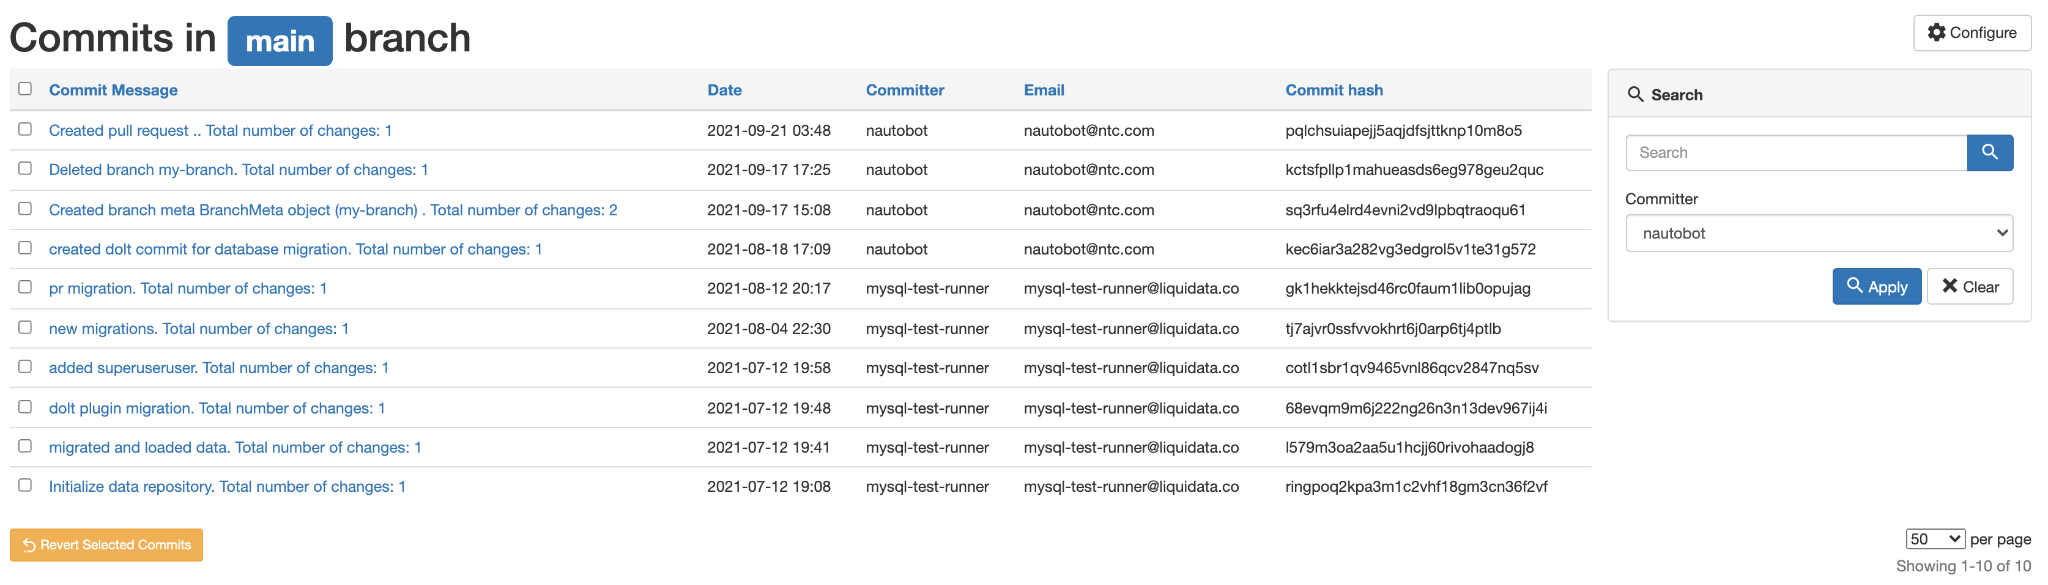 Commits in main branch
Configure
Commit Message Date Committer Email Commit hash
Created pull request .. Total number of changes: 1 2021-09-21 03:48 nautobot nautobot@ntc.com pqlchsuiapejj5aqjdfsjttknp10m8o5
Deleted branch my-branch. Total number of changes: 1 2021-09-17 17:25 nautobot nautobot@ntc.com kctsfpllp1mahueasds6eg978geu2quc
Created branch meta BranchMeta object (my-branch) . Total number of changes: 2 2021-09-17 15:08 nautobot nautobot@ntc.com sq3rfu4elrd4evni2vd9lpbqtraoqu61
created dolt commit for database migration. Total number of changes: 1 2021-08-18 17:09 nautobot nautobot@ntc.com kec6iar3a282vg3edgrol5v1te31g572
pr migration. Total number of changes: 1 2021-08-12 20:17 mysql-test-runner mysql-test-runner@liquidata.co gk1hekktejsd46rc0faum1lib0opujag
new migrations. Total number of changes: 1 2021-08-04 22:30 mysql-test-runner mysql-test-runner@liquidata.co tj7ajvr0ssfvvokhrt6j0arp6tj4ptlb
added superuseruser. Total number of changes: 1 2021-07-12 19:58 mysql-test-runner mysql-test-runner@liquidata.co cotl1sbr1qv9465vnl86qcv2847nq5sv
dolt plugin migration. Total number of changes: 1 2021-07-12 19:48 mysql-test-runner mysql-test-runner@liquidata.co 68evqm9m6j222ng26n3n13dev967ij4i
migrated and loaded data. Total number of changes: 1 2021-07-12 19:41 mysql-test-runner mysql-test-runner@liquidata.co l579m3oa2aa5u1hcjj60rivohaadogj8
Initialize data repository. Total number of changes: 1 2021-07-12 19:08 mysql-test-runner mysql-test-runner@liquidata.co ringpoq2kpa3m1c2vhf18gm3cn36f2vf
Search
Search
Committer
nautobot
Apply Clear
Revert Selected Commits
50 per page
Showing 1-10 of 10